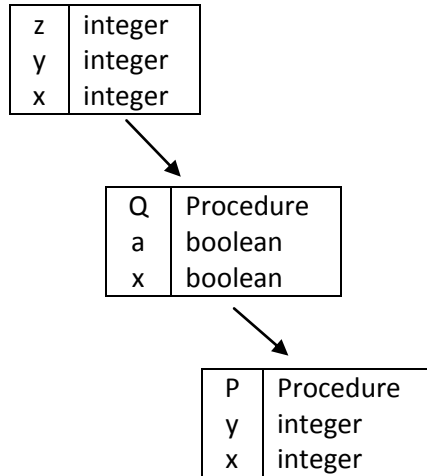 z integer
y integer
x integer
Q Procedure
a boolean
x boolean
P Procedure
y integer
x integer